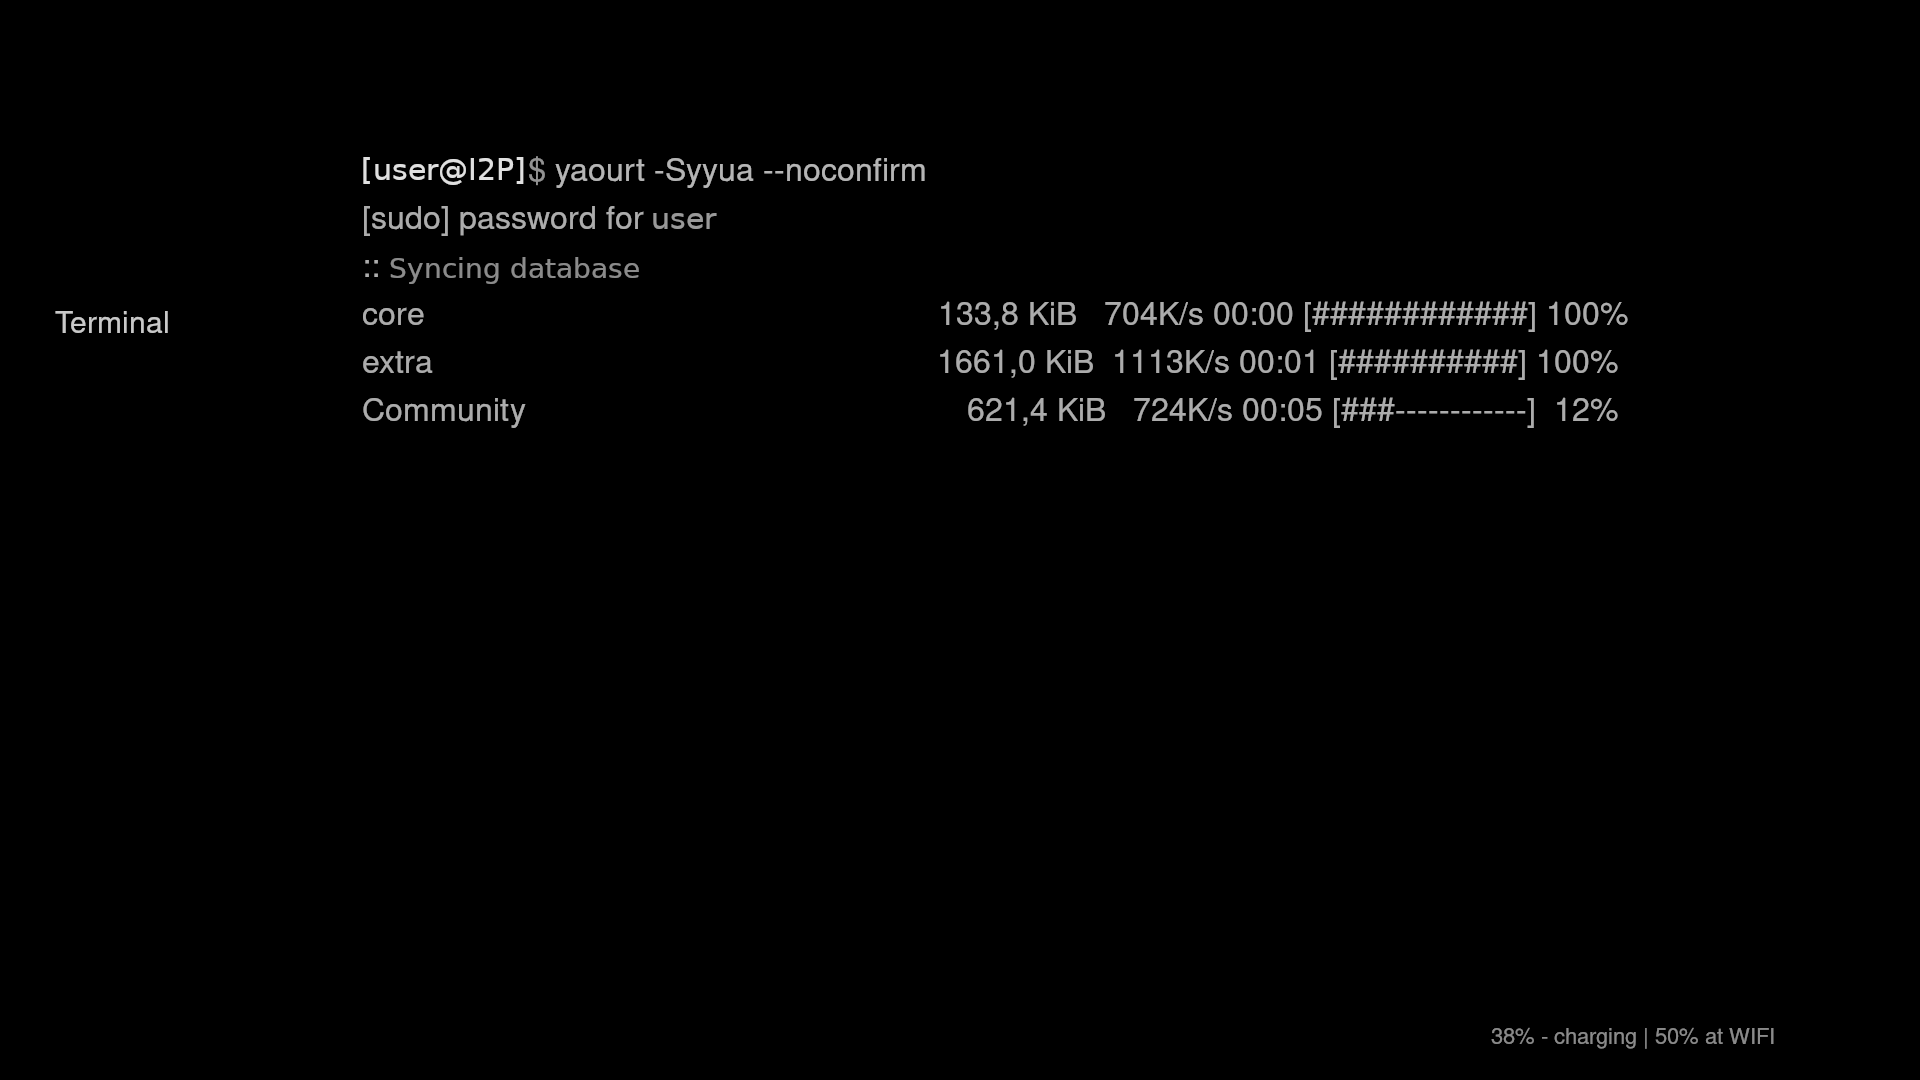 [user@I2P]$ yaourt -Syyua --noconfirm
[sudo] password for user
:: Syncing database
Terminal
core 133,8 KiB 704K/s 00:00 [############] 100%
extra 1661,0 KiB 1113K/s 00:01 [##########] 100%
Community 621,4 KiB 724K/s 00:05 [###------------] 12%
38% - charging | 50% at WIFI